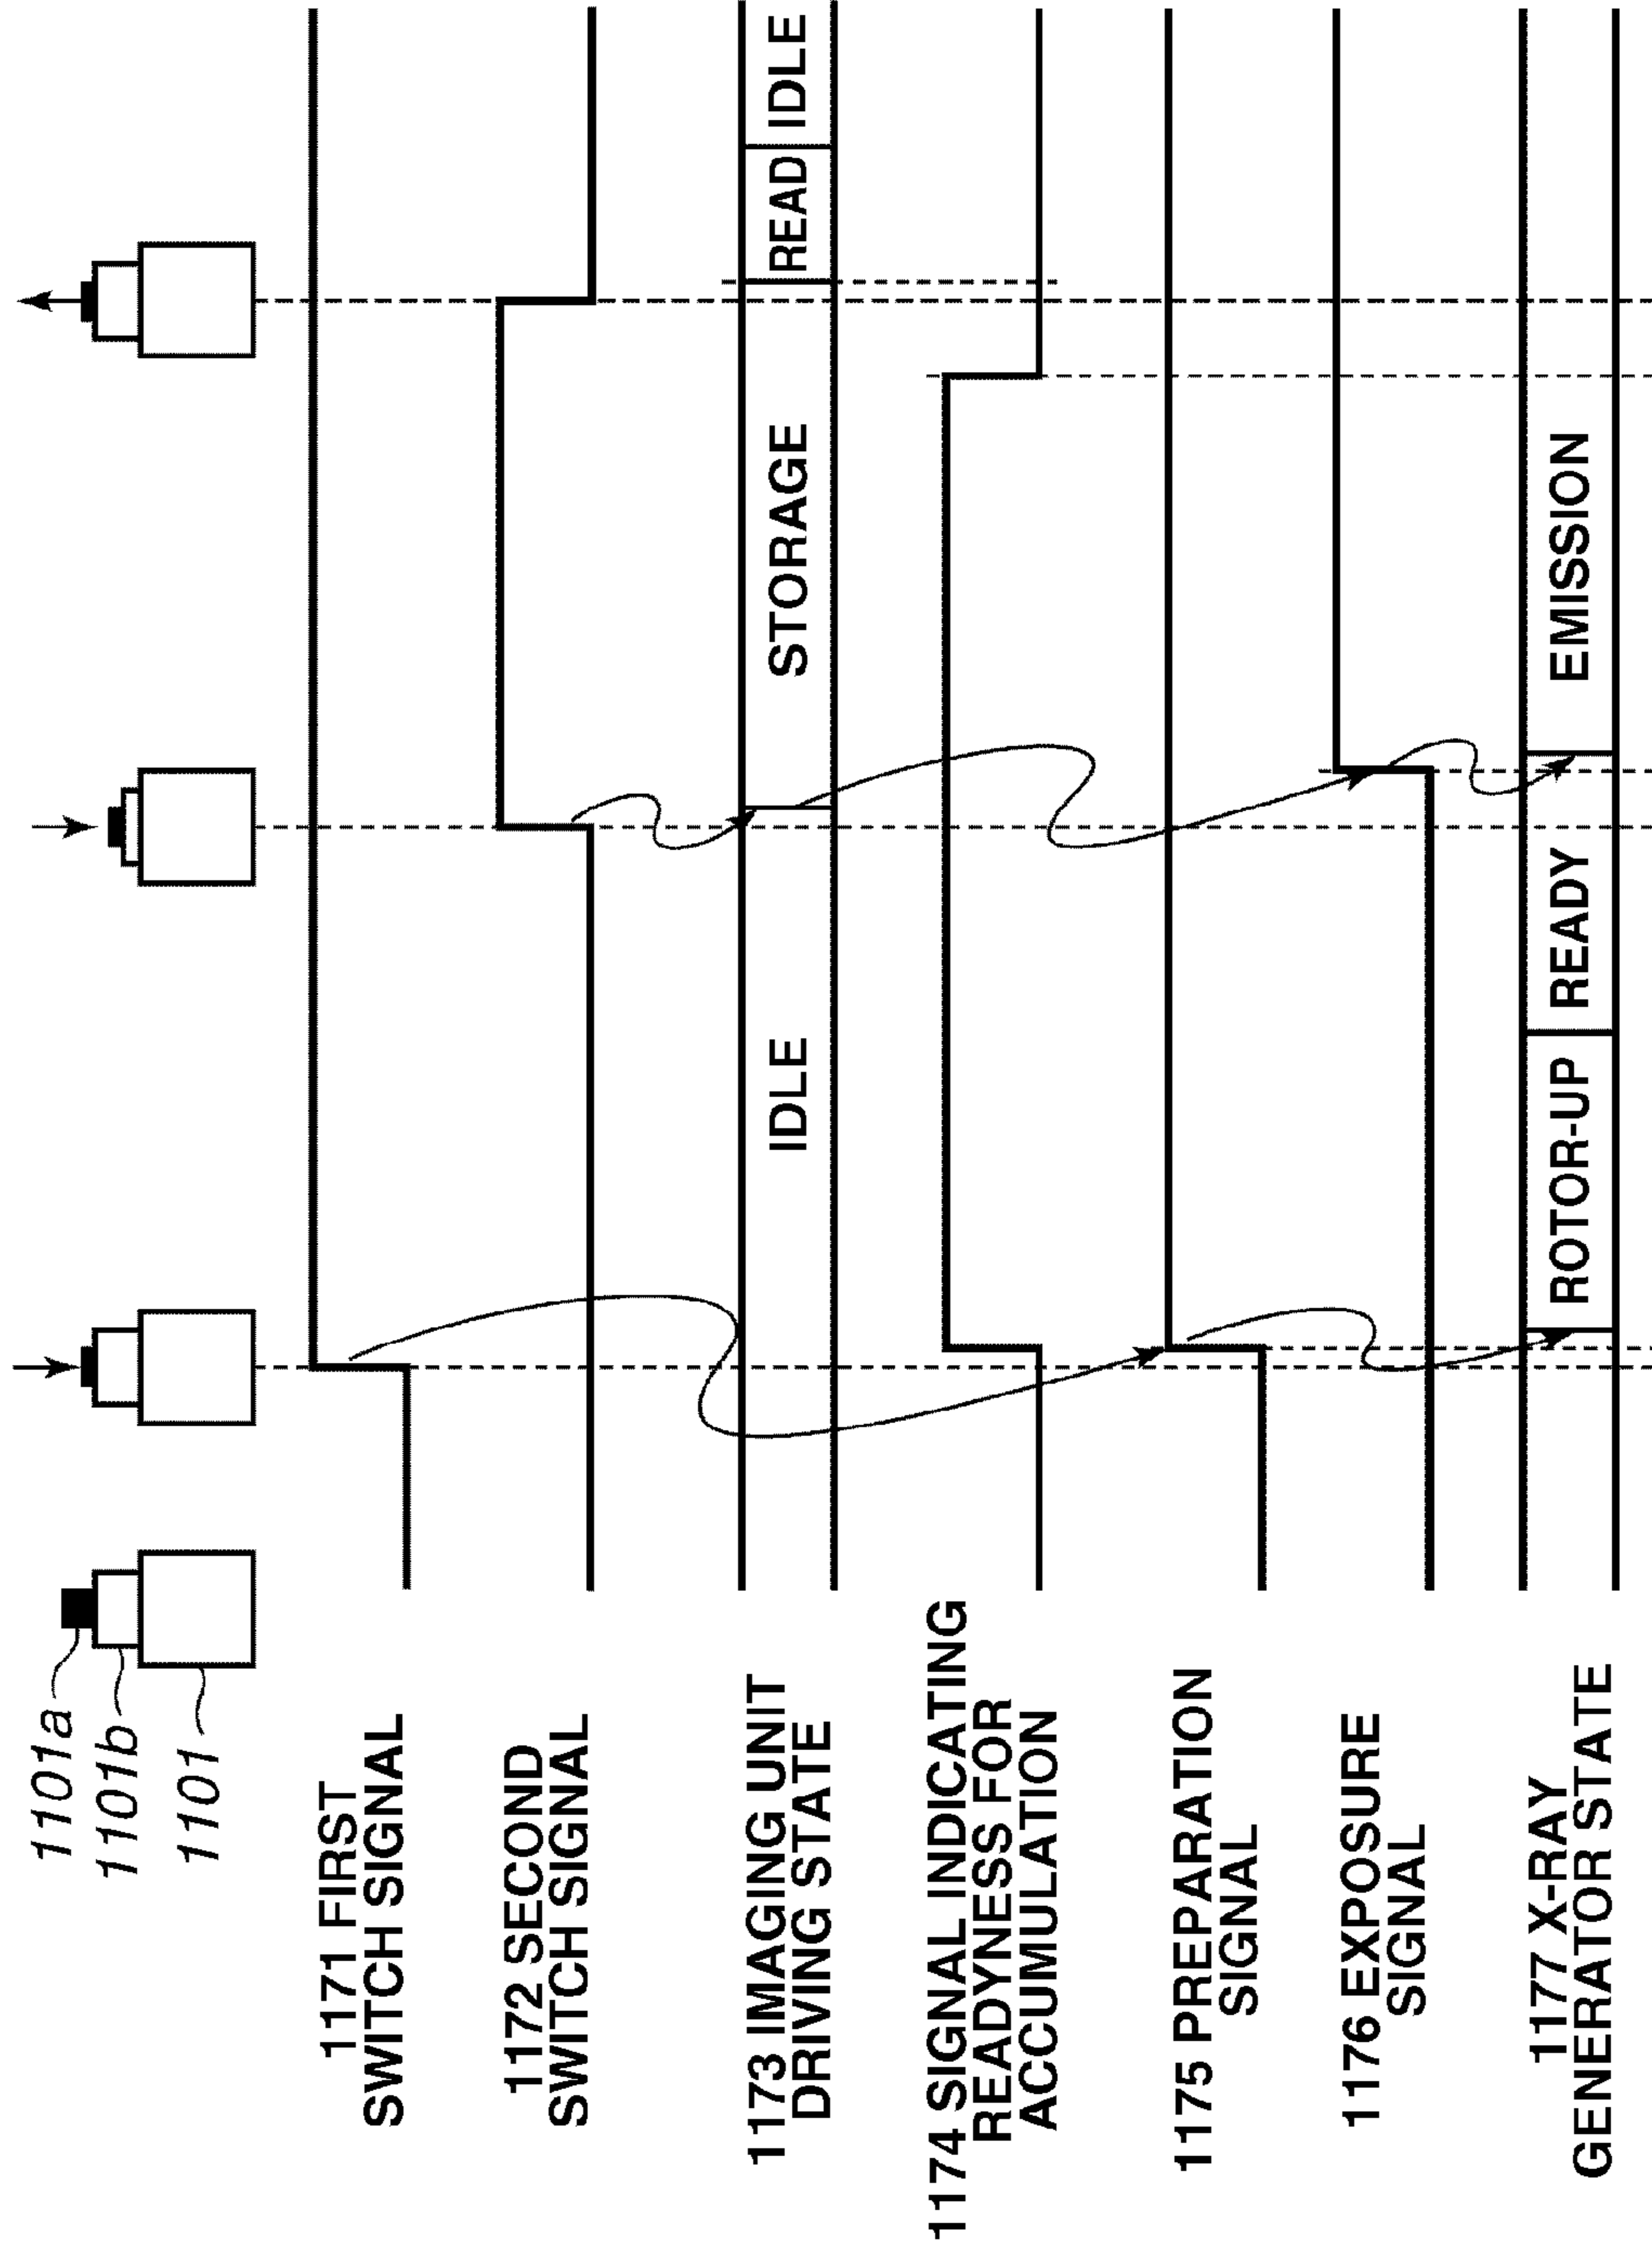 1101a
1101b
1101
1171 FIRST
SWITCH SIGNAL
1172 SECOND
SWITCH SIGNAL
1173 IMAGING UNIT
DRIVING STATE
IDLE
STORAGE
READ
IDLE
1174 SIGNAL INDICATING
READYNESS FOR
ACCUMULATION
1175 PREPARATION
SIGNAL
1176 EXPOSURE
SIGNAL
1177 X-RAY
GENERATOR STATE
ROTOR-UP
READY
EMISSION